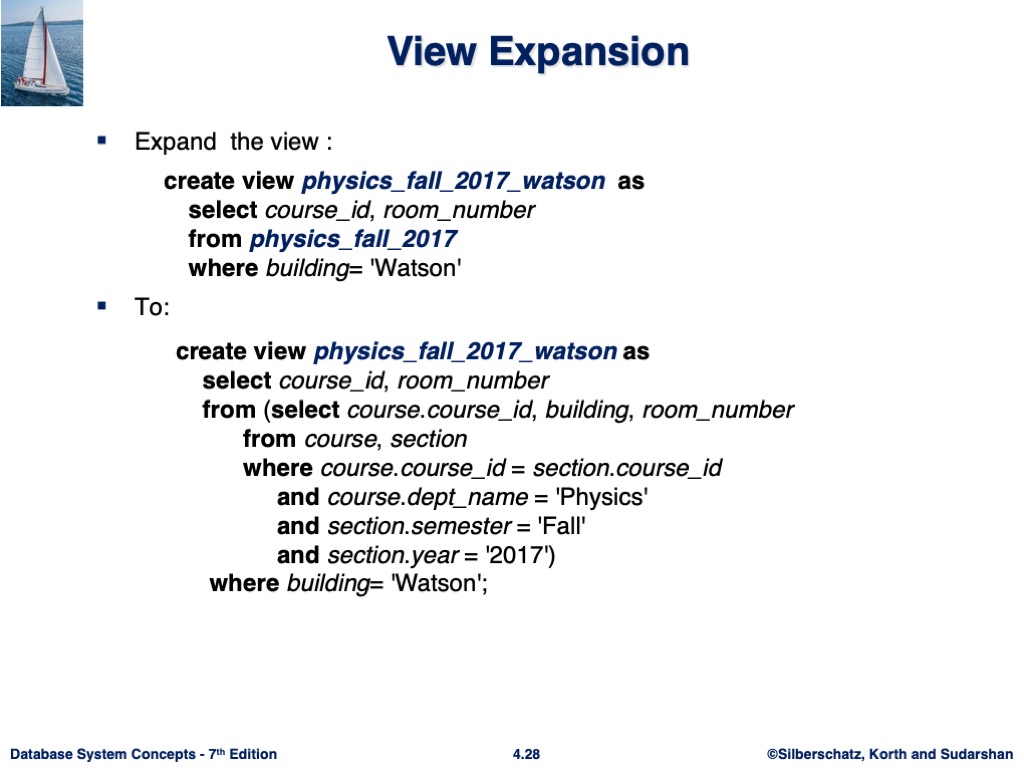 View Expansion
▪ Expand  the view :
create view physics_fall_2017_watson  as
select course_id, room_number
from physics_fall_2017
where building= 'Watson'
▪ To:
create view physics_fall_2017_watson as
select course_id, room_number
from (select course.course_id, building, room_number
from course, section
where course.course_id = section.course_id
and course.dept_name = 'Physics'
and section.semester = 'Fall'
and section.year = '2017')
where building= 'Watson';
Database System Concepts - 7th Edition
4.28
©Silberschatz, Korth and Sudarshan